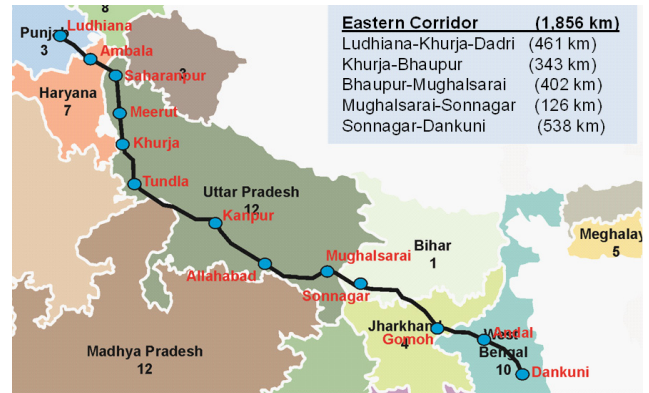 8
Punjab
3
Ludhiana
Ambala
Saharanpur
3
Haryana
7
Meerut
Khurja
Tundla
Uttar Pradesh
12
Kanpur
Allahabad
Mughalsarai
Sonnagar
Bihar
1
Meghalay
5
Jharkhand
4
Gomoh
West
Bengal
10
Andal
Dankuni
Madhya Pradesh
12
Eastern Corridor (1,856 km)
Ludhiana-Khurja-Dadri (461 km)
Khurja-Bhaupur (343 km)
Bhaupur-Mughalsarai (402 km)
Mughalsarai-Sonnagar (126 km)
Sonnagar-Dankuni (538 km)